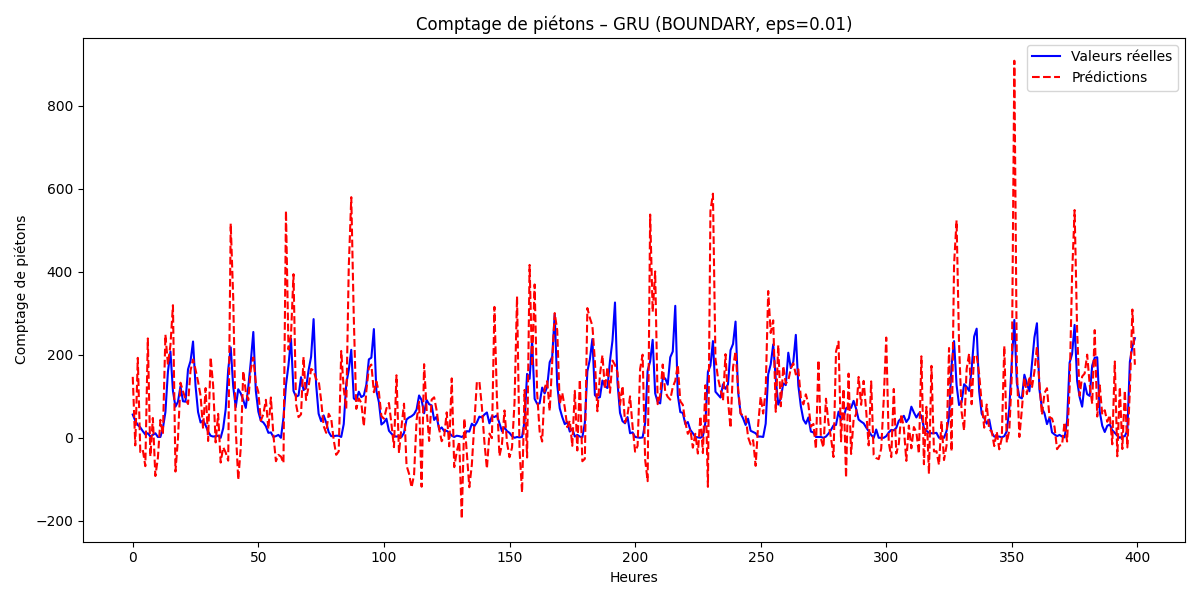 Comptage de piétons – GRU (BOUNDARY, eps=0.01)
Valeurs réelles
Prédictions
Comptage de piétons
800
600
400
200
0
−200
0 50 100 150 200 250 300 350 400
Heures